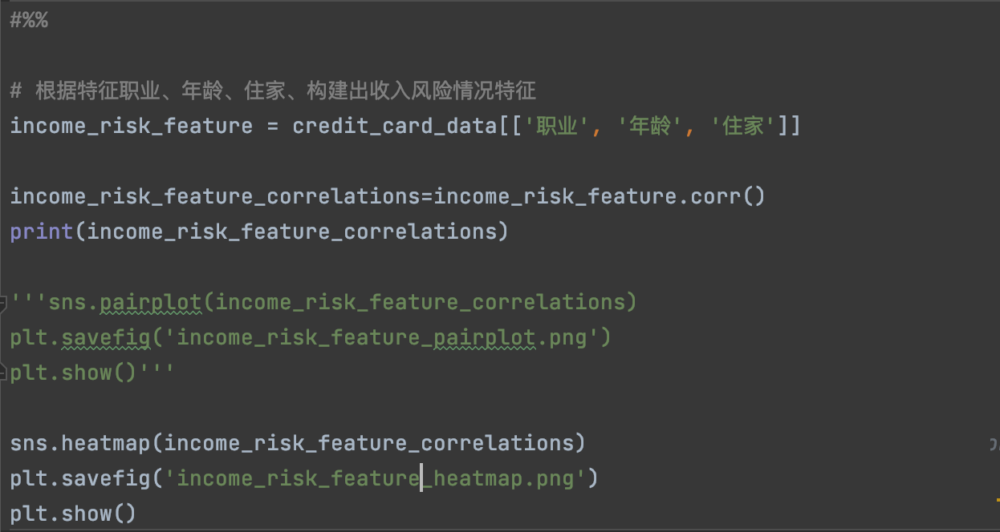 #%%
# 根据特征职业、年龄、住家、构建出收入风险情况特征
income_risk_feature = credit_card_data[['职业', '年龄', '住家']]
income_risk_feature_correlations=income_risk_feature.corr()
print(income_risk_feature_correlations)
'''sns.pairplot(income_risk_feature_correlations)
plt.savefig('income_risk_feature_pairplot.png')
plt.show()'''
sns.heatmap(income_risk_feature_correlations)
plt.savefig('income_risk_feature_heatmap.png')
plt.show()